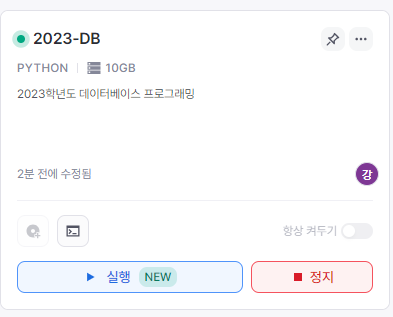 2023-DB
PYTHON 10GB
2023학년도 데이터베이스 프로그래밍
2분 전에 수정됨
강
항상 켜두기
실행 NEW
정지